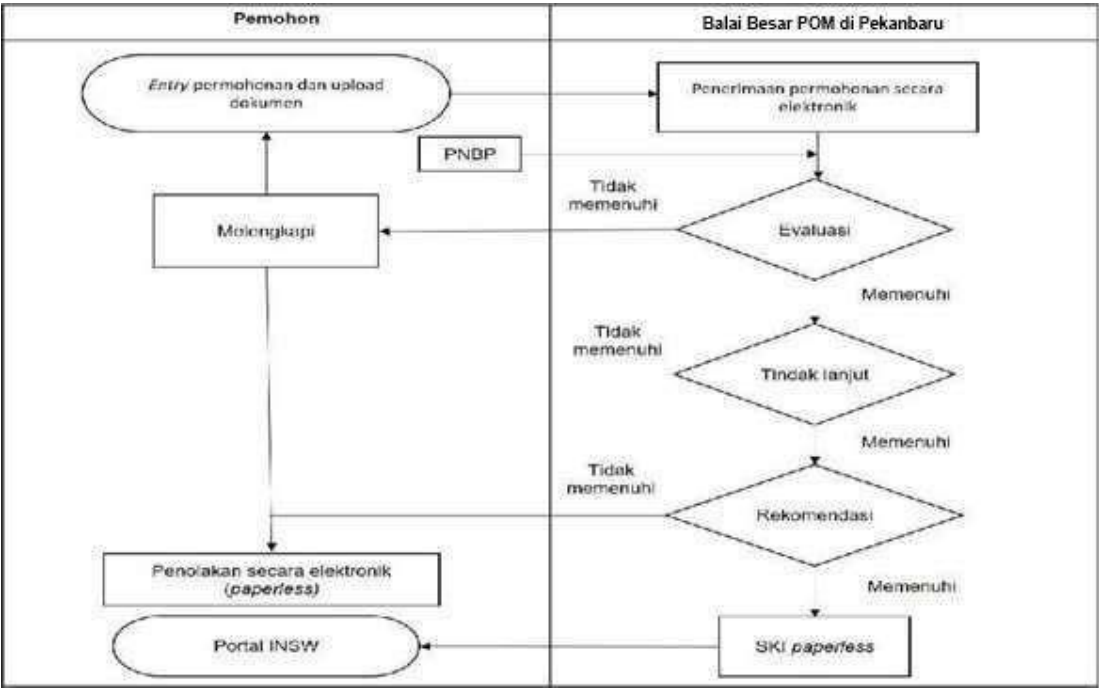 Pemohon
Balai Besar POM di Pekanbaru
Entry permohonan dan upload
dokumen
Penerimaan permohonan secara
elektronik
PNBP
Tidak
memenuhi
Melengkapi
Evaluasi
Memenuhi
Tidak
memenuhi
Tindak lanjut
Memenuhi
Tidak
memenuhi
Rekomendasi
Penolakan secara elektronik
(paperless)
Memenuhi
Portal INSW
SKI paperless